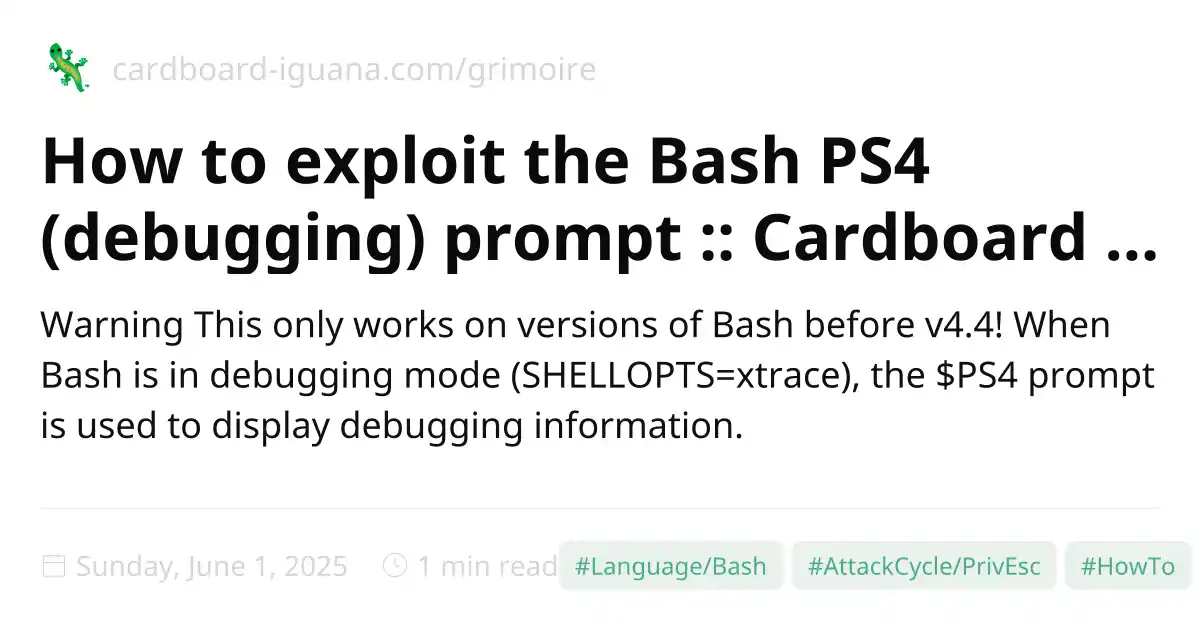 cardboard-iguana.com/grimoire
How to exploit the Bash PS4
(debugging) prompt :: Cardboard ...
Warning This only works on versions of Bash before v4.4! When
Bash is in debugging mode (SHELLOPTS=xtrace), the $PS4 prompt
is used to display debugging information.
Sunday, June 1, 2025 1 min read #Language/Bash #AttackCycle/PrivEsc #HowTo